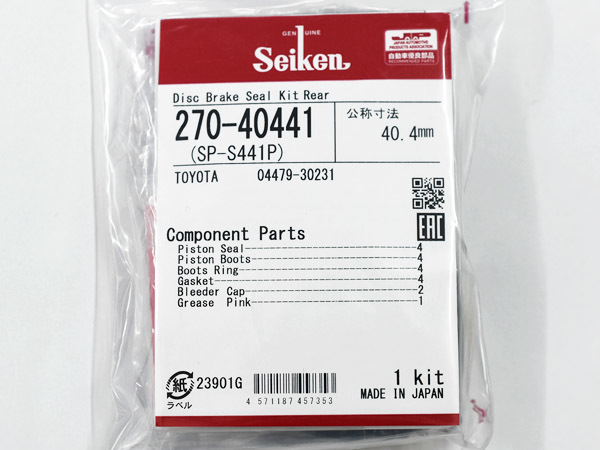 GENUINE
Seiken
JAPAN AUTOMOTIVE
PRODUCTS ASSOCIATION
自動車優良部品
RECOMMENDED PARTS
Disc Brake Seal Kit Rear
270-40441
(SP-S441P)
公称寸法
40.4mm
TOYOTA 04479-30231
EAC
Component Parts
Piston Seal 4
Piston Boots 4
Boots Ring 4
Gasket 4
Bleeder Cap 2
Grease Pink 1
紙
ラベル
23901G
4 571187 457353
1 kit
MADE IN JAPAN